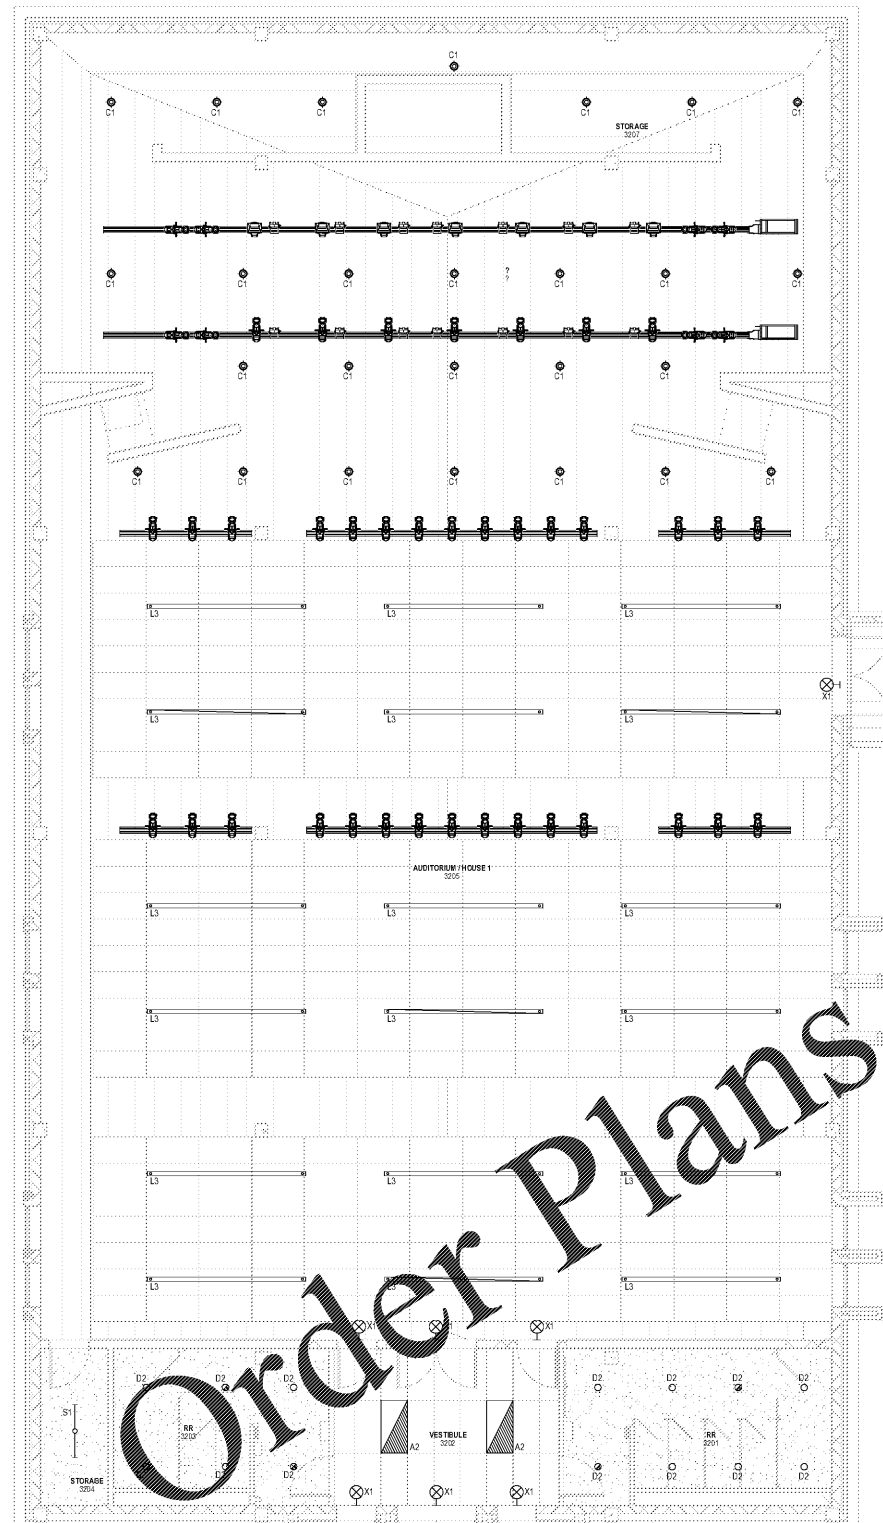 C1
C1 C1 C1 C1 C1 C1
STORAGE
3207
?
?
C1 C1 C1 C1 C1 C1 C1
C1 C1 C1 C1 C1
C1 C1 C1 C1 C1 C1 C1
L3 L3 L3
X1
L3 L3 L3
AUDITORIUM / HOUSE 1
3205
L3 L3 L3
L3 L3 L3
L3 L3 L3
L3 L3 L3
X1 X1 X1
D2 D2 D2 D2 D2 D2 D2
S1
RR
3203
VESTIBULE
3202
RR
3201
A2 A2
D2 D2 D2 D2 D2 D2 D2
STORAGE
3204
X1 X1 X1
Order Plans